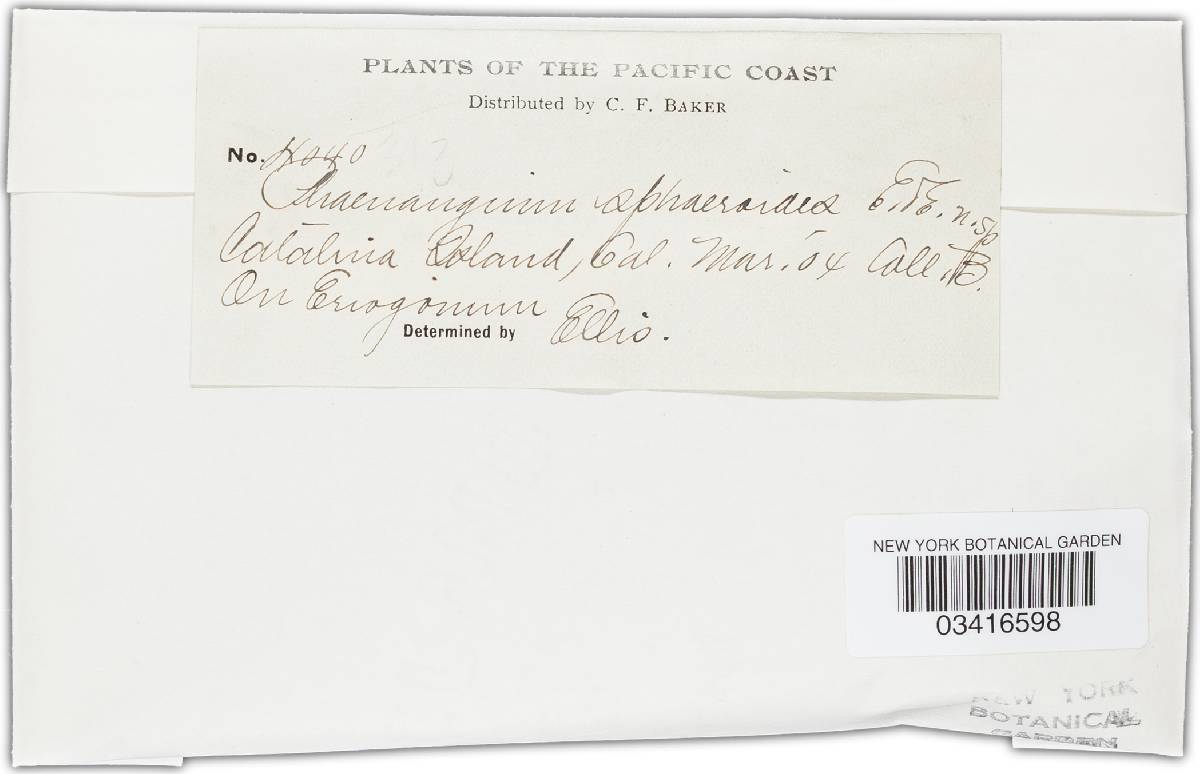 PLANTS OF THE PACIFIC COAST
Distributed by C. F. BAKER
No. 4040
Phaenangium sphaeroides E. & E. n. sp
Catalina Island, Cal. Mar. '04 Coll. B.
On Eriogonum
Determined by Ellis.
NEW YORK BOTANICAL GARDEN
03416598
NEW YORK
BOTANICAL
GARDEN